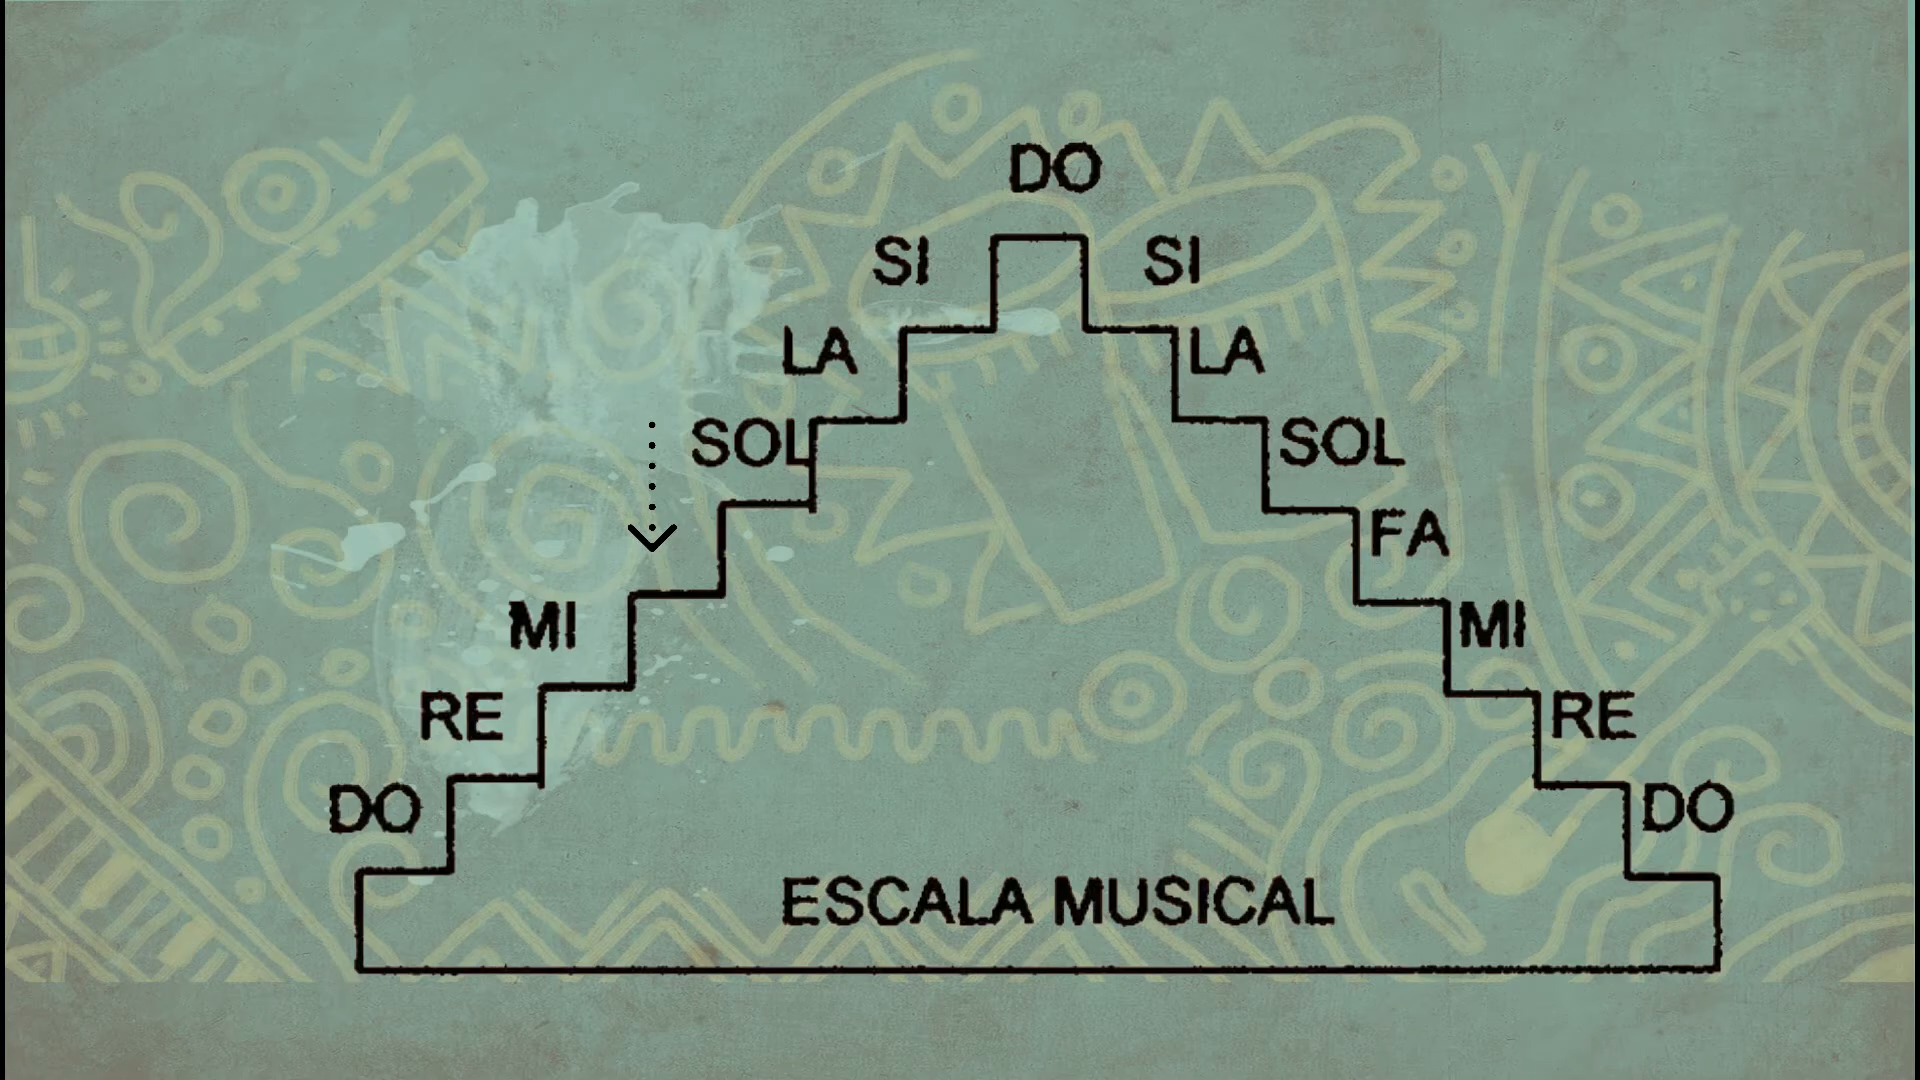 DO
SI SI
LA LA
SOL SOL
FA
MI MI
RE RE
DO DO
ESCALA MUSICAL